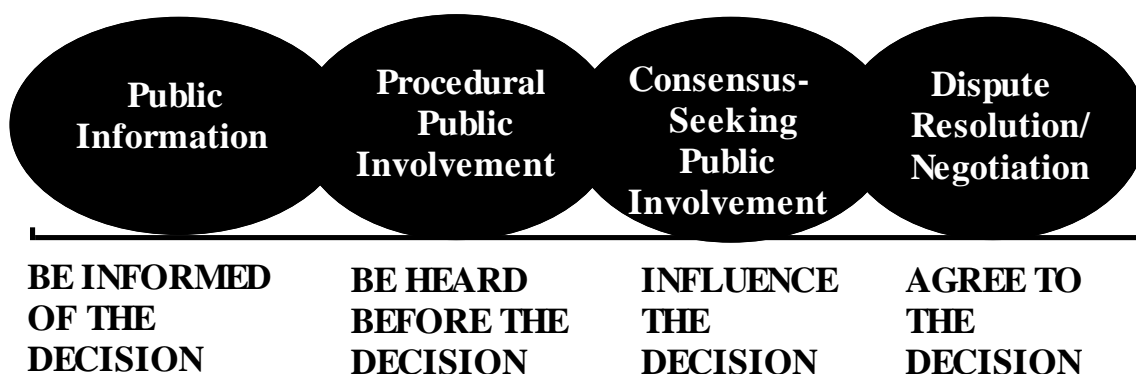 Public
Information
Procedural
Public
Involvement
Consensus-
Seeking
Public
Involvement
Dispute
Resolution/
Negotiation
BE INFORMED
OF THE
DECISION
BE HEARD
BEFORE THE
DECISION
INFLUENCE
THE
DECISION
AGREE TO
THE
DECISION